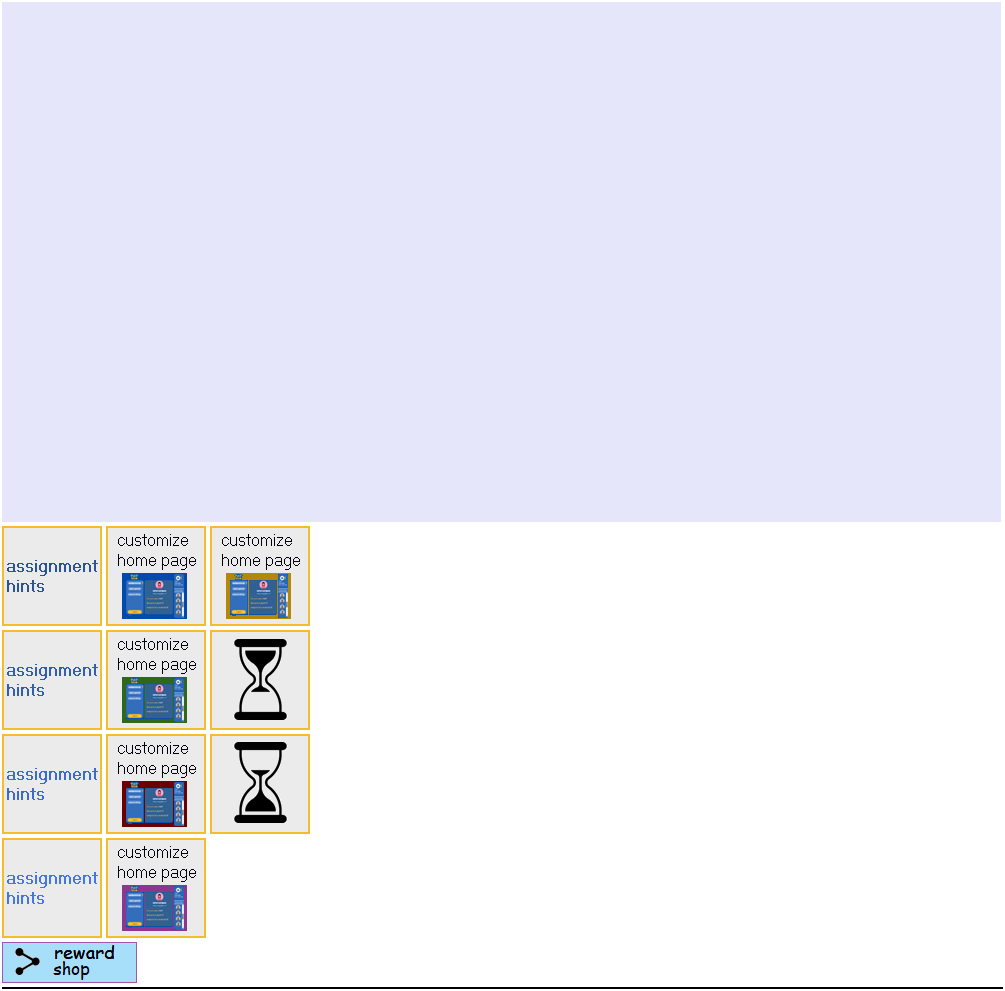 assignment
hints
customize
home page
customize
home page
assignment
hints
customize
home page
assignment
hints
customize
home page
assignment
hints
customize
home page
reward
shop